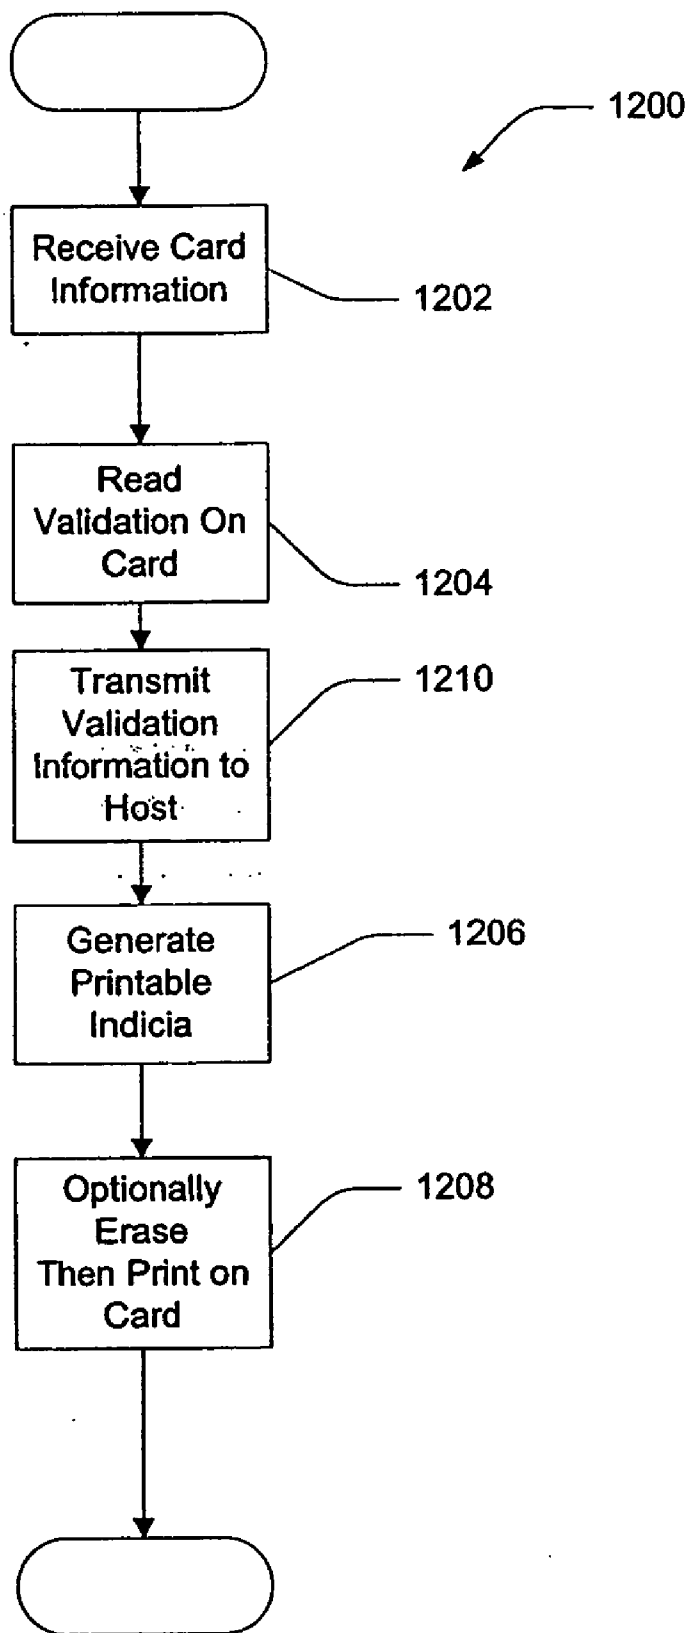 1200
Receive Card
Information
1202
Read
Validation On
Card
1204
Transmit
Validation
Information to
Host
1210
Generate
Printable
Indicia
1206
Optionally
Erase
Then Print on
Card
1208